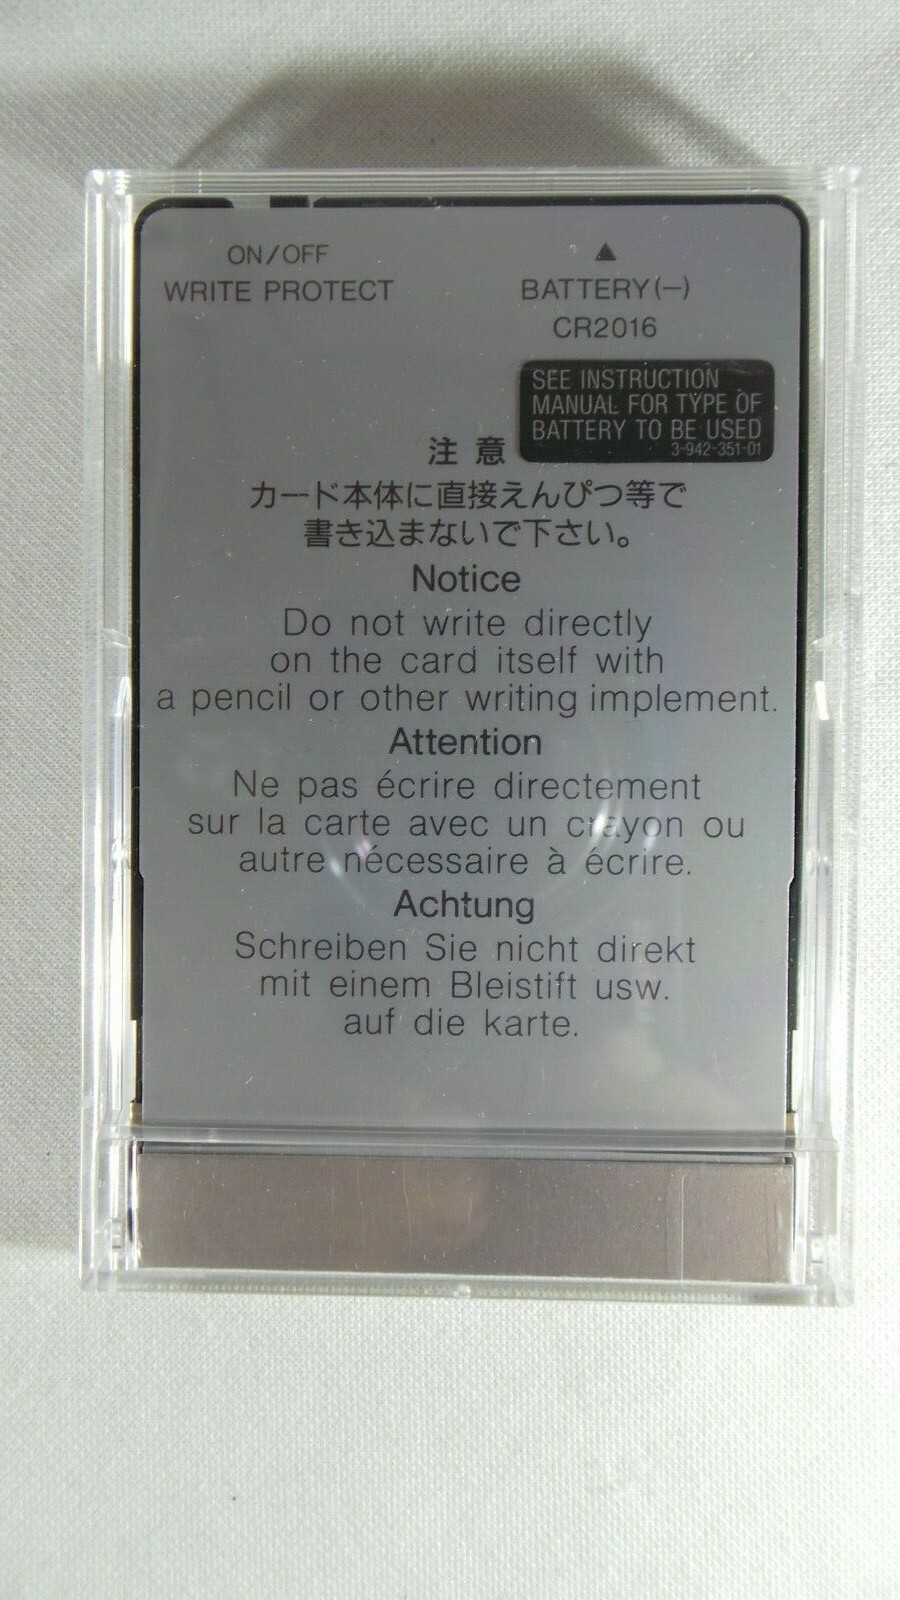 ON/OFF
WRITE PROTECT
▲
BATTERY(−)
CR2016
SEE INSTRUCTION
MANUAL FOR TYPE OF
BATTERY TO BE USED
3-942-351-01
注意
カード本体に直接えんぴつ等で
書き込まないで下さい。
Notice
Do not write directly
on the card itself with
a pencil or other writing implement.
Attention
Ne pas écrire directement
sur la carte avec un crayon ou
autre nécessaire à écrire.
Achtung
Schreiben Sie nicht direkt
mit einem Bleistift usw.
auf die karte.